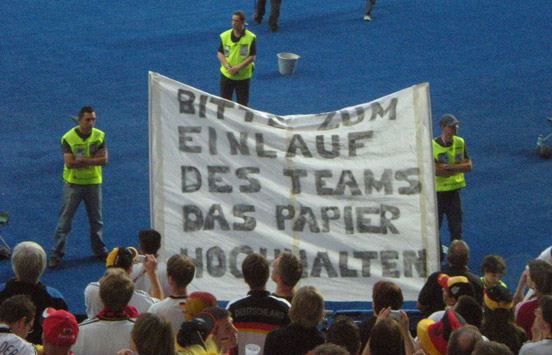 BITTE ZUM
EINLAUF
DES TEAMS
DAS PAPIER
HOCHHALTEN